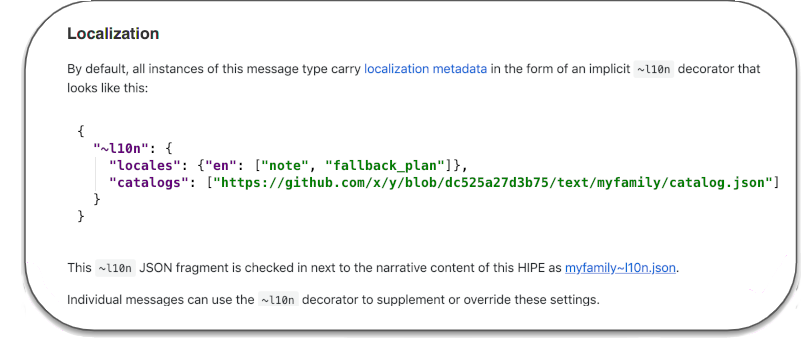 Localization
By default, all instances of this message type carry localization metadata in the form of an implicit ~l10n decorator that
looks like this:
{
"~l10n": {
"locales": {"en": ["note", "fallback_plan"]},
"catalogs": ["https://github.com/x/y/blob/dc525a27d3b75/text/myfamily/catalog.json"]
}
}
This ~l10n JSON fragment is checked in next to the narrative content of this HIPE as myfamily~l10n.json.
Individual messages can use the ~l10n decorator to supplement or override these settings.